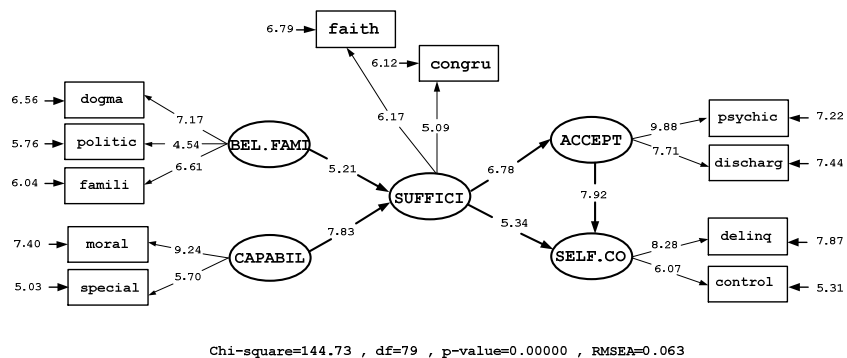 6.79
faith
6.12
congru
6.56
dogma
7.17
6.17
5.09
psychic
7.22
9.88
5.76
politic
4.54
BEL.FAMI
ACCEPT
7.71
discharg
7.44
6.04
famili
6.61
5.21
6.78
SUFFICI
7.92
7.40
moral
9.24
7.83
5.34
8.28
delinq
7.87
CAPABIL
SELF.CO
5.03
special
5.70
6.07
control
5.31
Chi-square=144.73 , df=79 , p-value=0.00000 , RMSEA=0.063